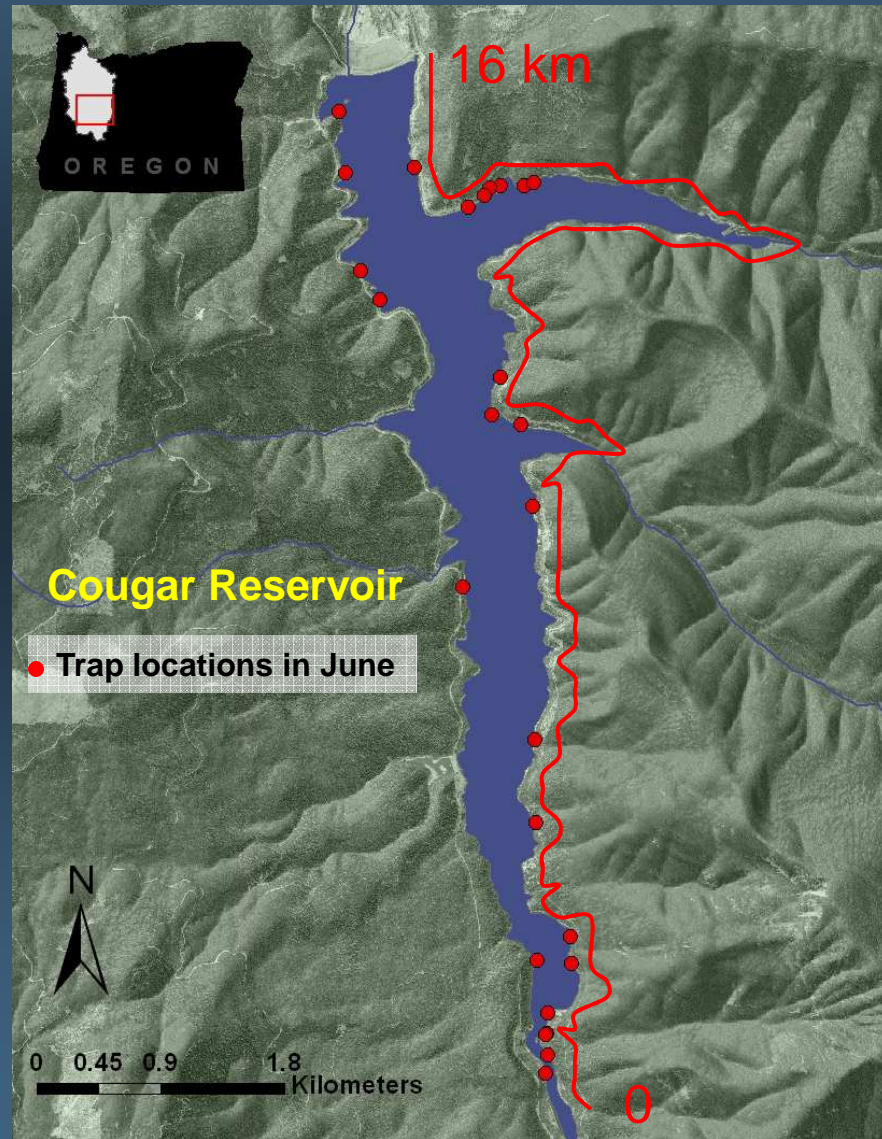 16 km
OREGON
Cougar Reservoir
Trap locations in June
N
0 0.45 0.9 1.8
Kilometers
0